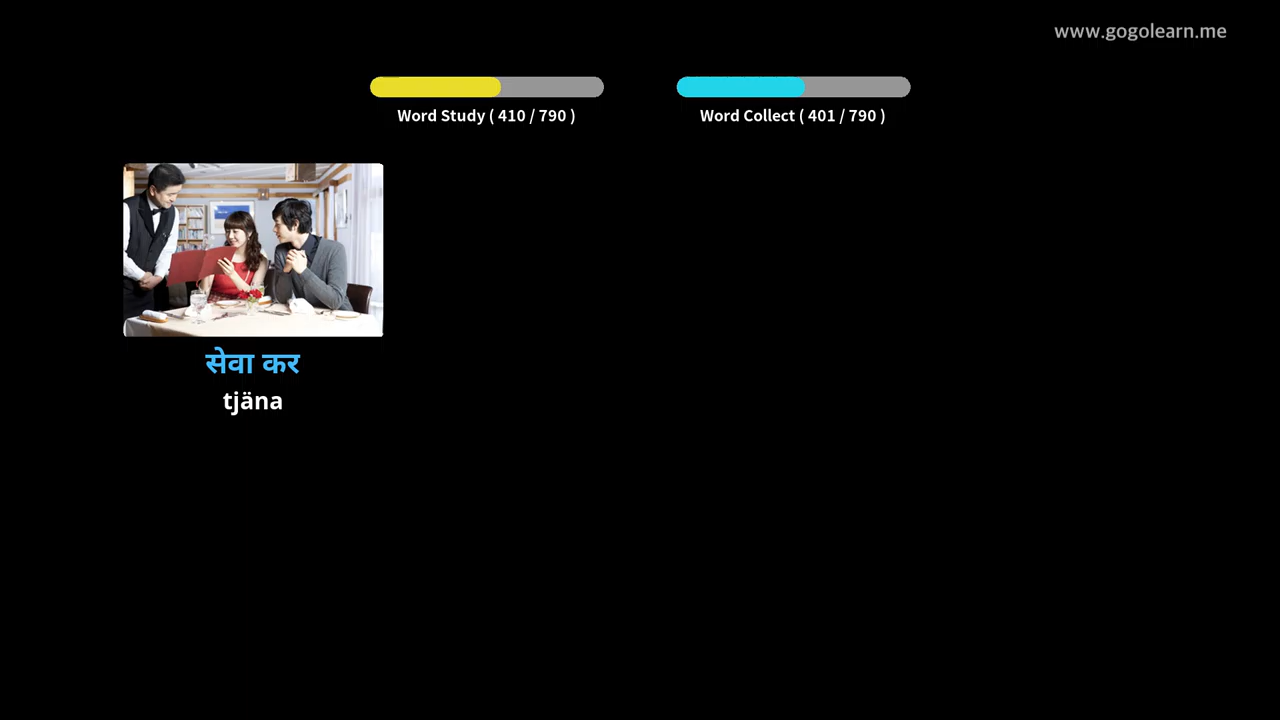 www.gogolearn.me
Word Study ( 410 / 790 )
Word Collect ( 401 / 790 )
सेवा कर
tjäna